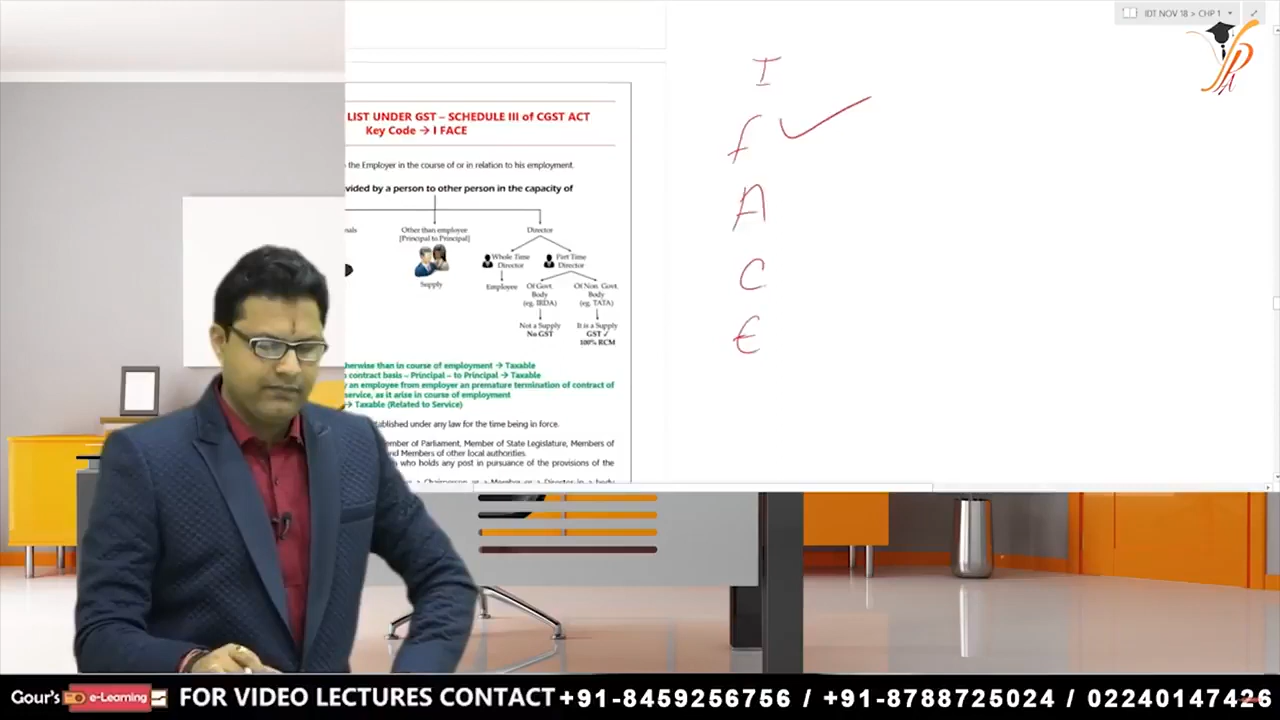 IDT NOV 18 > CHP 1
LIST UNDER GST – SCHEDULE III of CGST ACT
Key Code → I FACE
the Employer in the course of or in relation to his employment.
vided by a person to other person in the capacity of
nals
Other than employee
[Principal to Principal]
Supply
Director
Whole Time
Director
Employee
Part Time
Director
Of Govt.
Body
(eg. IRDA)
Not a Supply
No GST
Of Non Govt.
Body
(eg. TATA)
It is a Supply
GST ✓
100% RCM
herwise than in course of employment → Taxable
contract basis – Principal – to Principal → Taxable
y an employee from employer an premature termination of contract of
service, as it arise in course of employment
→ Taxable (Related to Service)
tablished under any law for the time being in force.
ember of Parliament, Member of State Legislature, Members of
and Members of other local authorities.
who holds any post in pursuance of the provisions of the
I
f ✓
A
C
E
Gour's e-Learning
FOR VIDEO LECTURES CONTACT +91-8459256756 / +91-8788725024 / 02240147426